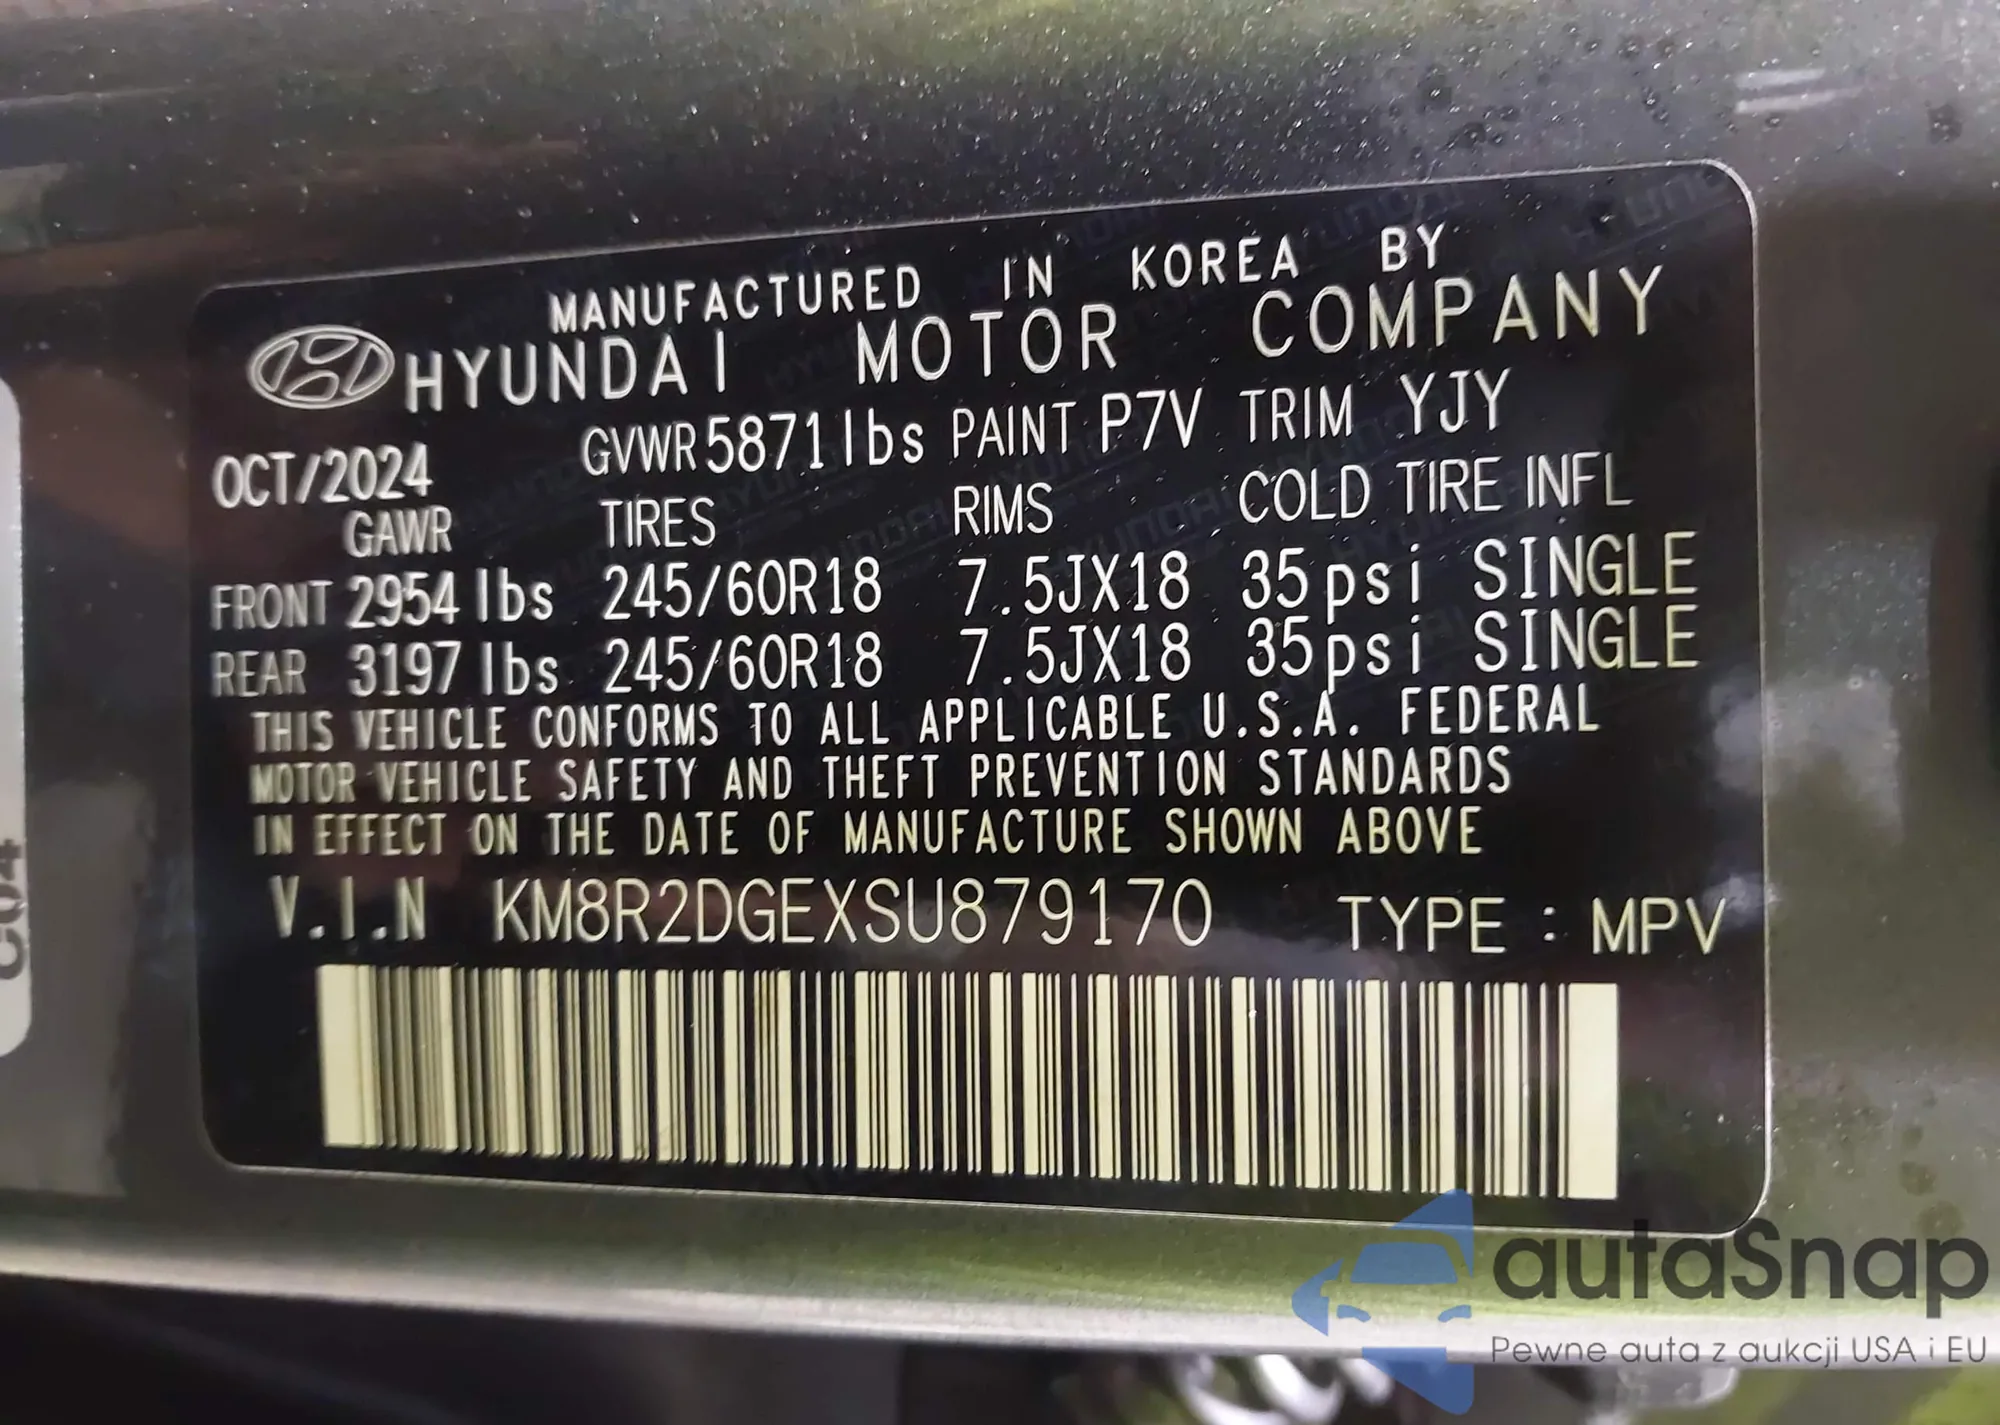 MANUFACTURED IN KOREA BY
HYUNDAI MOTOR COMPANY
OCT/2024 GVWR 5871lbs PAINT P7V TRIM YJY
GAWR TIRES RIMS COLD TIRE INFL
FRONT 2954 lbs 245/60R18 7.5JX18 35psi SINGLE
REAR 3197 lbs 245/60R18 7.5JX18 35psi SINGLE
THIS VEHICLE CONFORMS TO ALL APPLICABLE U.S.A. FEDERAL
MOTOR VEHICLE SAFETY AND THEFT PREVENTION STANDARDS
IN EFFECT ON THE DATE OF MANUFACTURE SHOWN ABOVE
V.I.N KM8R2DGEXSU879170 TYPE : MPV
C04
autaSnap
Pewne auta z aukcji USA i EU